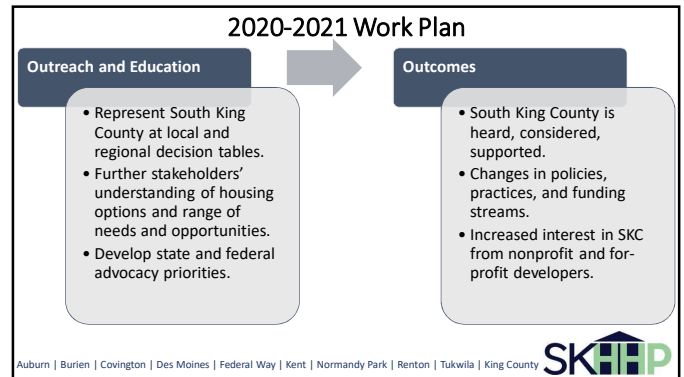 2020-2021 Work Plan
Outreach and Education
• Represent South King
County at local and
regional decision tables.
• Further stakeholders’
understanding of housing
options and range of
needs and opportunities.
• Develop state and federal
advocacy priorities.
Outcomes
• South King County is
heard, considered,
supported.
• Changes in policies,
practices, and funding
streams.
• Increased interest in SKC
from nonprofit and for-
profit developers.
Auburn | Burien | Covington | Des Moines | Federal Way | Kent | Normandy Park | Renton | Tukwila | King County
SKHHP